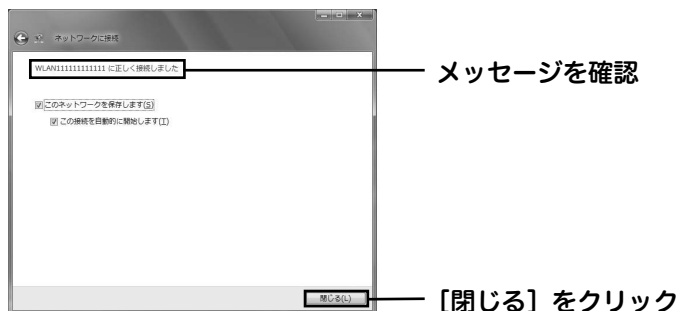 ネットワークに接続
WLAN111111111111 に正しく接続しました
メッセージを確認
このネットワークを保存します(S)
この接続を自動的に開始します(T)
閉じる(L)
［閉じる］をクリック